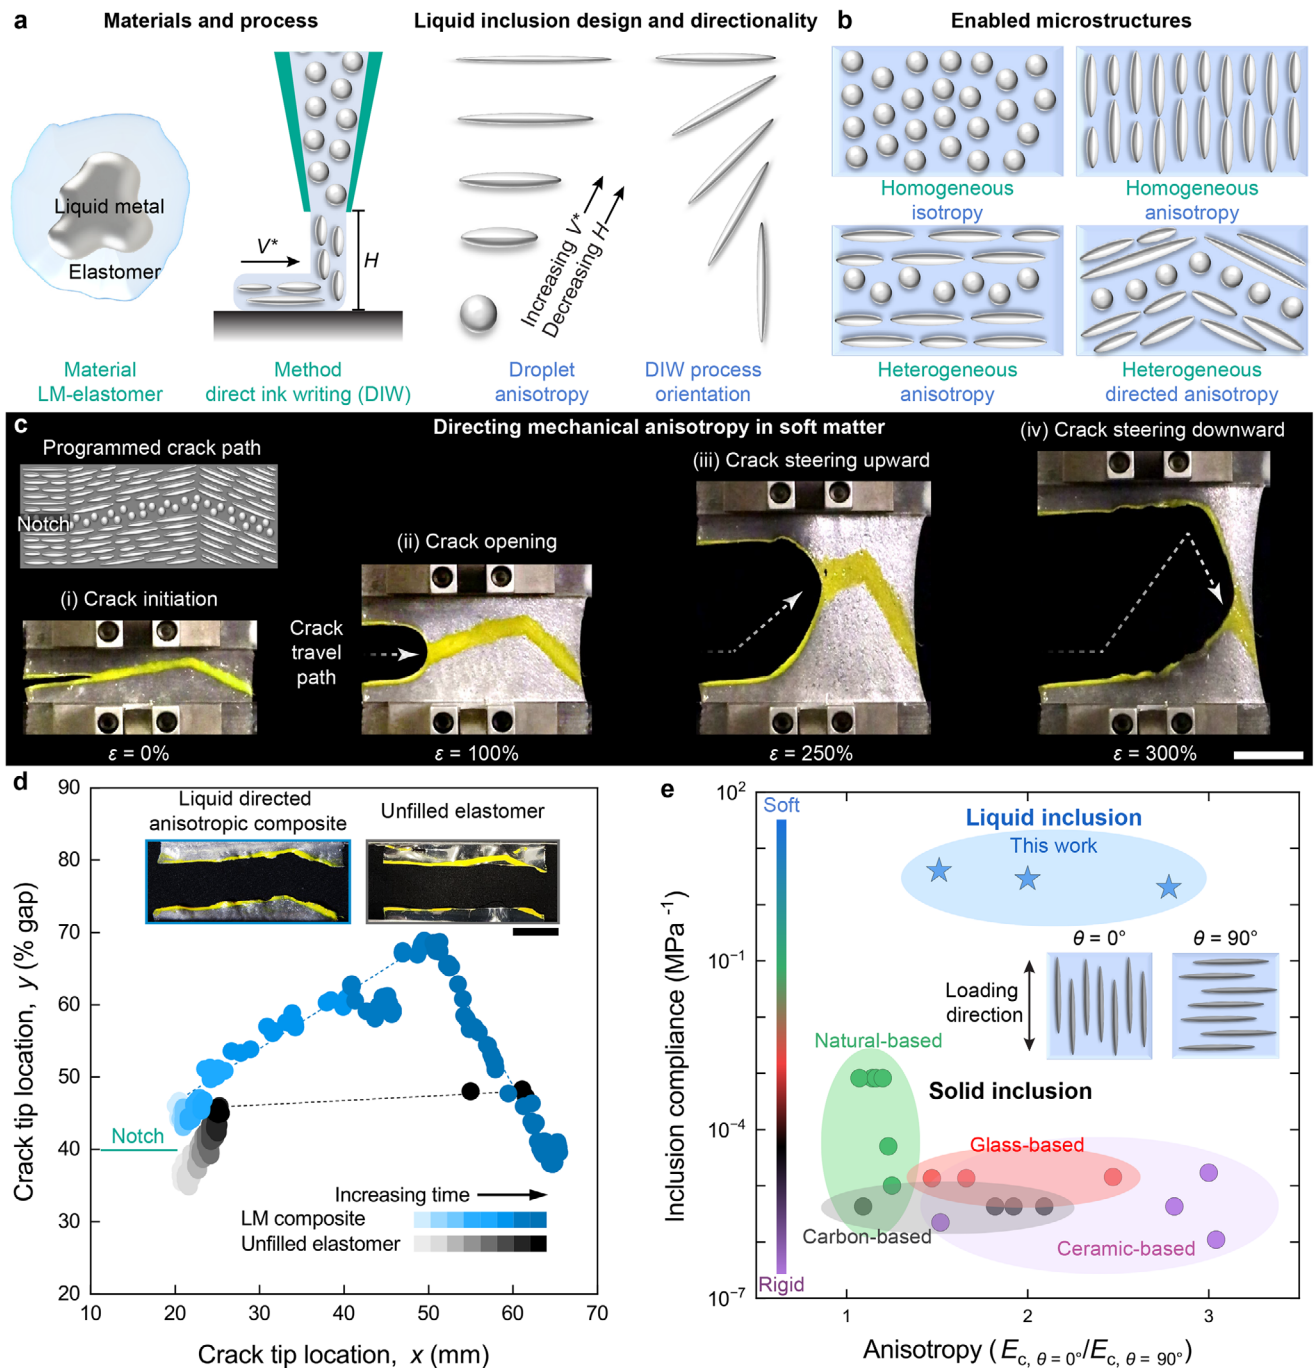 a
Materials and process
Liquid inclusion design and directionality
b
Enabled microstructures
Liquid metal
Elastomer
V*
H
Increasing V*
Decreasing H
Homogeneous
isotropy
Homogeneous
anisotropy
Material
LM-elastomer
Method
direct ink writing (DIW)
Droplet
anisotropy
DIW process
orientation
Heterogeneous
anisotropy
Heterogeneous
directed anisotropy
c
Directing mechanical anisotropy in soft matter
Programmed crack path
Notch
(i) Crack initiation
ε = 0%
(ii) Crack opening
Crack
travel
path
ε = 100%
(iii) Crack steering upward
ε = 250%
(iv) Crack steering downward
ε = 300%
d
90
80
70
60
50
40
30
20
Crack tip location, y (% gap)
Liquid directed
anisotropic composite
Unfilled elastomer
Notch
Increasing time
LM composite
Unfilled elastomer
10
20
30
40
50
60
70
Crack tip location, x (mm)
e
10²
10⁻¹
10⁻⁴
10⁻⁷
Inclusion compliance (MPa ⁻¹)
Soft
Rigid
Liquid inclusion
This work
θ = 0°
θ = 90°
Loading
direction
Natural-based
Solid inclusion
Glass-based
Carbon-based
Ceramic-based
1
2
3
Anisotropy (E c, θ = 0°/E c, θ = 90°)